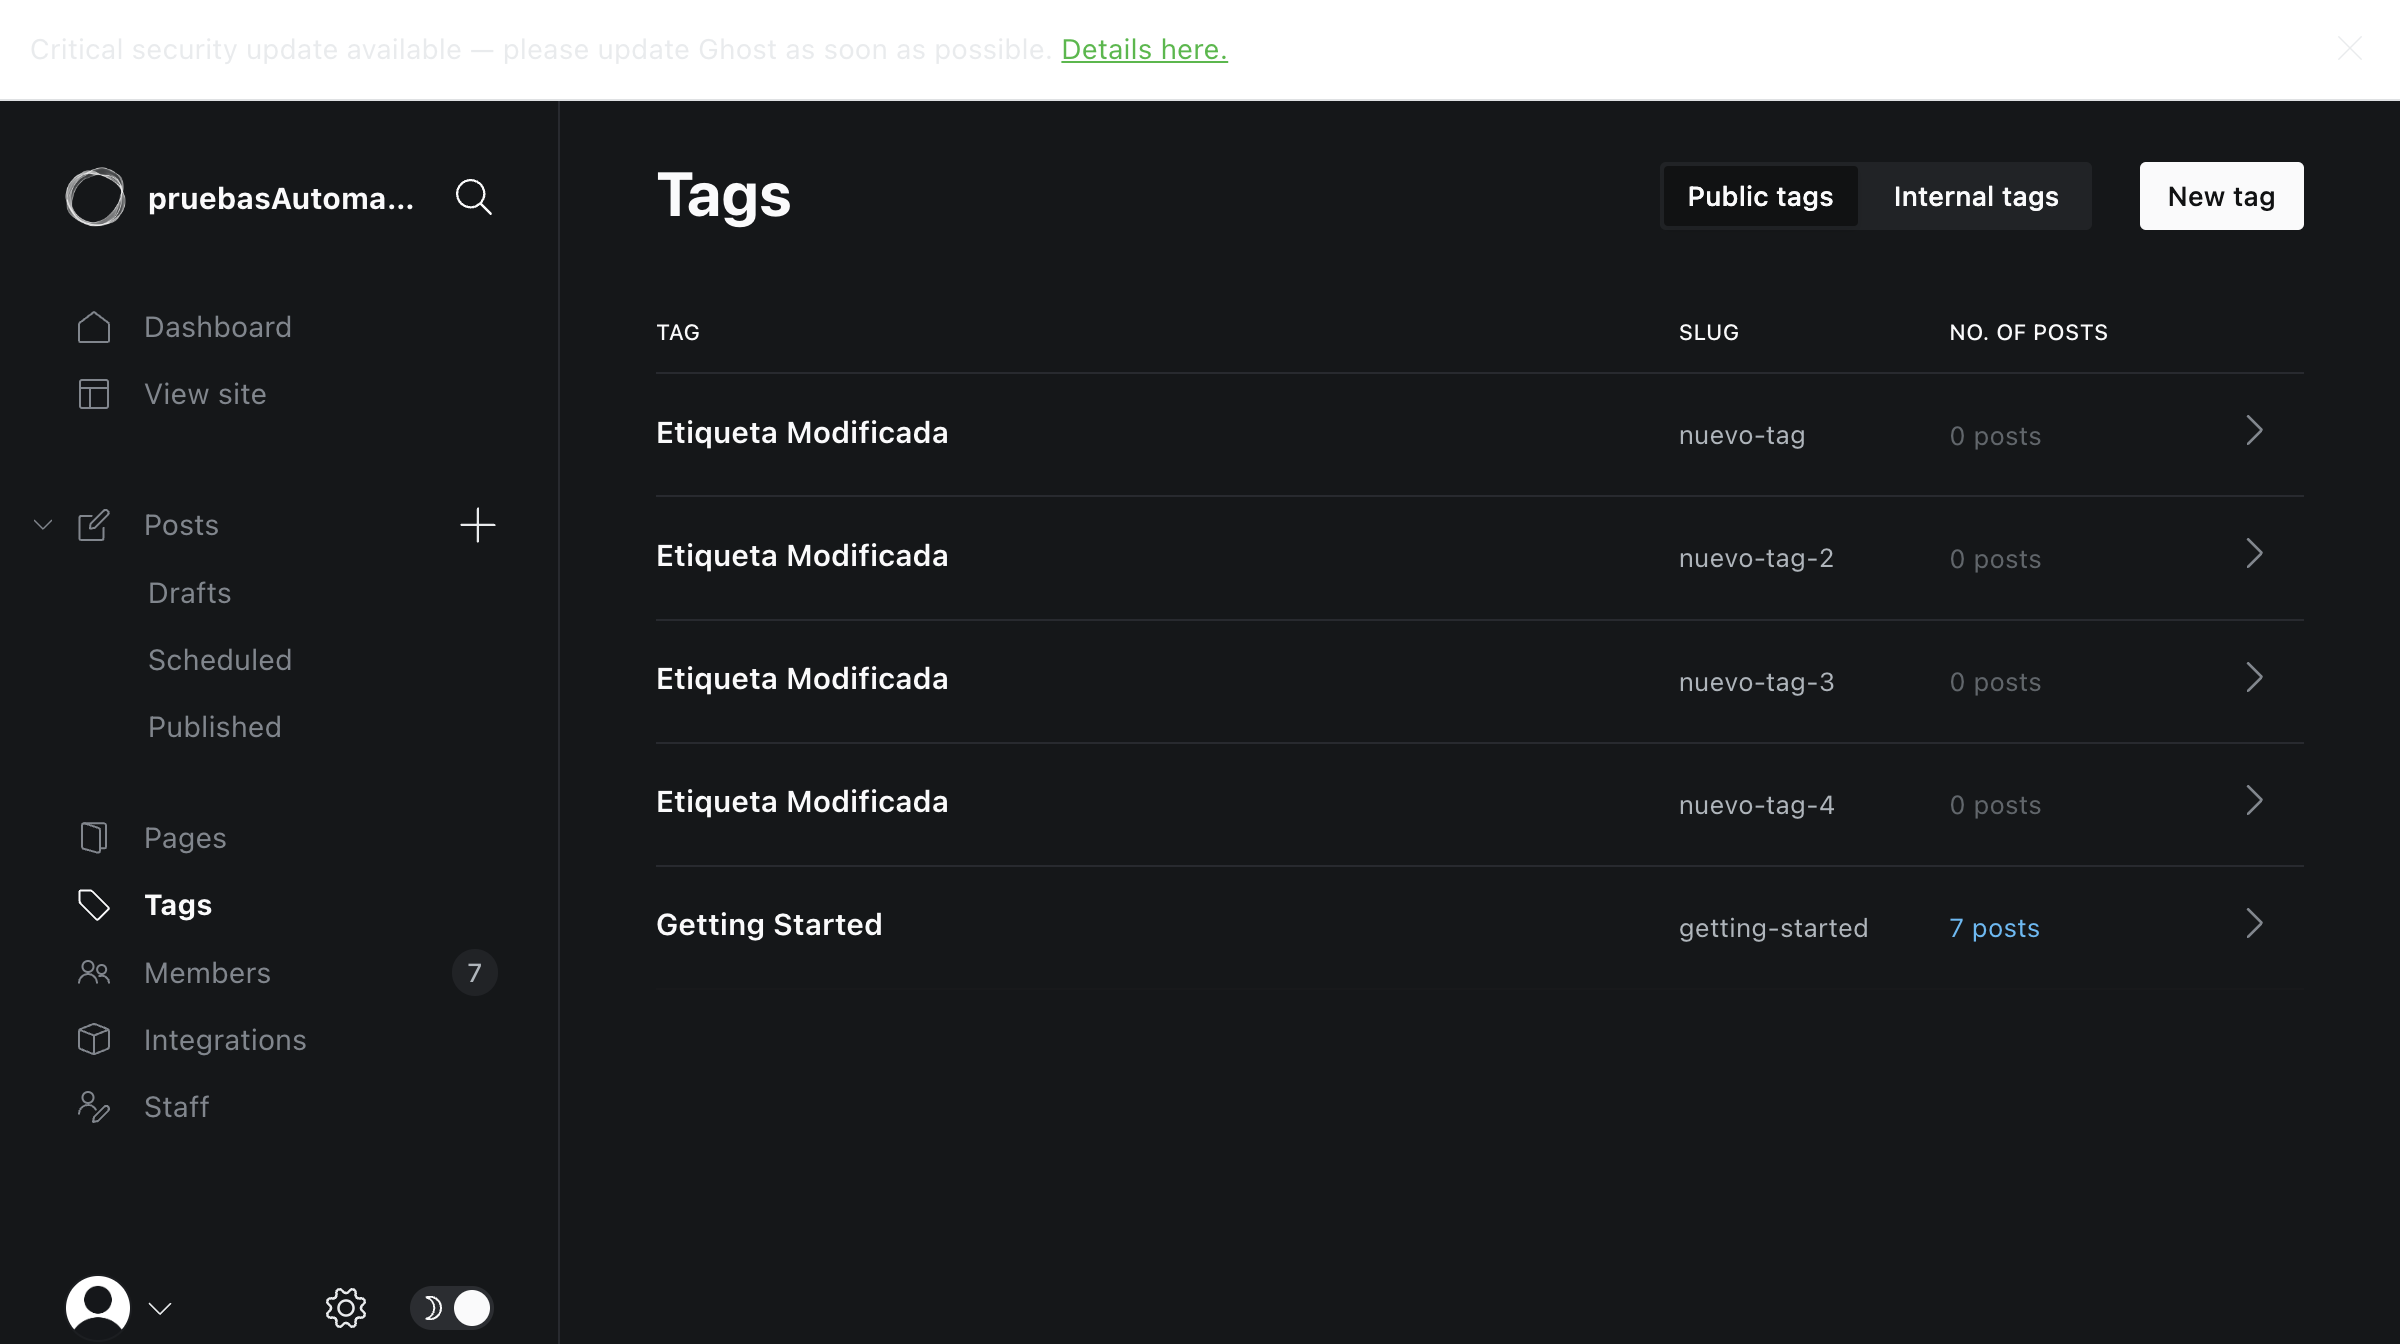 Critical security update available — please update Ghost as soon as possible. Details here.
pruebasAutoma...
Dashboard
View site
Posts
Drafts
Scheduled
Published
Pages
Tags
Members 7
Integrations
Staff
Tags
Public tags Internal tags New tag
TAG SLUG NO. OF POSTS
Etiqueta Modificada nuevo-tag 0 posts
Etiqueta Modificada nuevo-tag-2 0 posts
Etiqueta Modificada nuevo-tag-3 0 posts
Etiqueta Modificada nuevo-tag-4 0 posts
Getting Started getting-started 7 posts